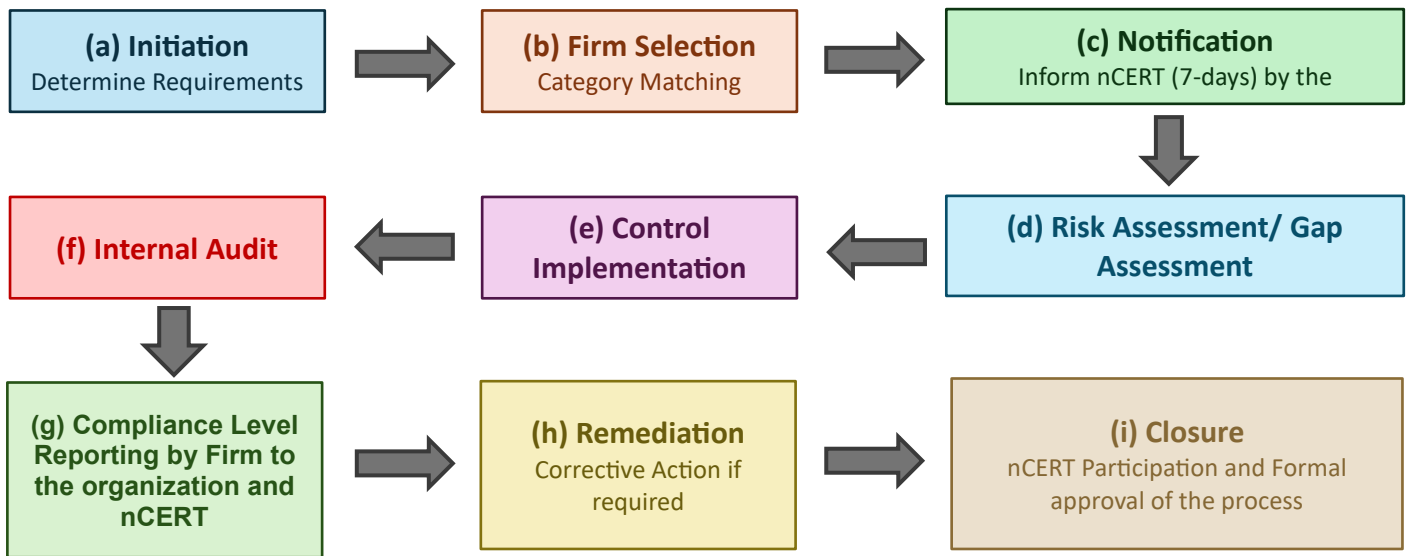 (a) Initiation
Determine Requirements
(b) Firm Selection
Category Matching
(c) Notification
Inform nCERT (7-days) by the
(d) Risk Assessment/ Gap
Assessment
(e) Control
Implementation
(f) Internal Audit
(g) Compliance Level
Reporting by Firm to
the organization and
nCERT
(h) Remediation
Corrective Action if
required
(i) Closure
nCERT Participation and Formal
approval of the process